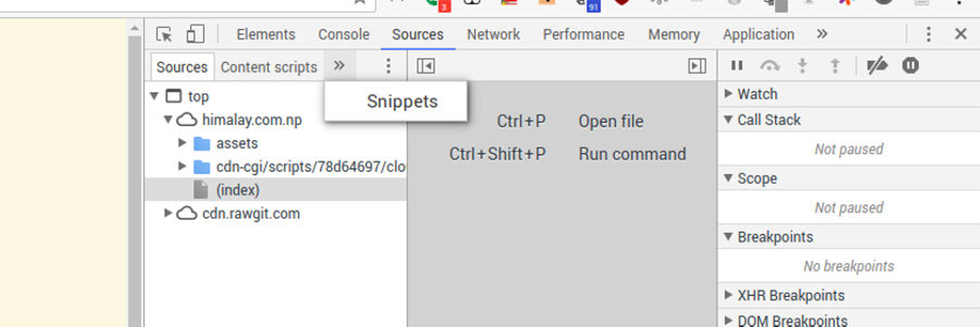 3
91
Elements Console Sources Network Performance Memory Application »
Sources Content scripts »
Snippets
top
himalay.com.np
assets
cdn-cgi/scripts/78d64697/clo
(index)
cdn.rawgit.com
Ctrl+P Open file
Ctrl+Shift+P Run command
Watch
Call Stack
Not paused
Scope
Not paused
Breakpoints
No breakpoints
XHR Breakpoints
DOM Breakpoints